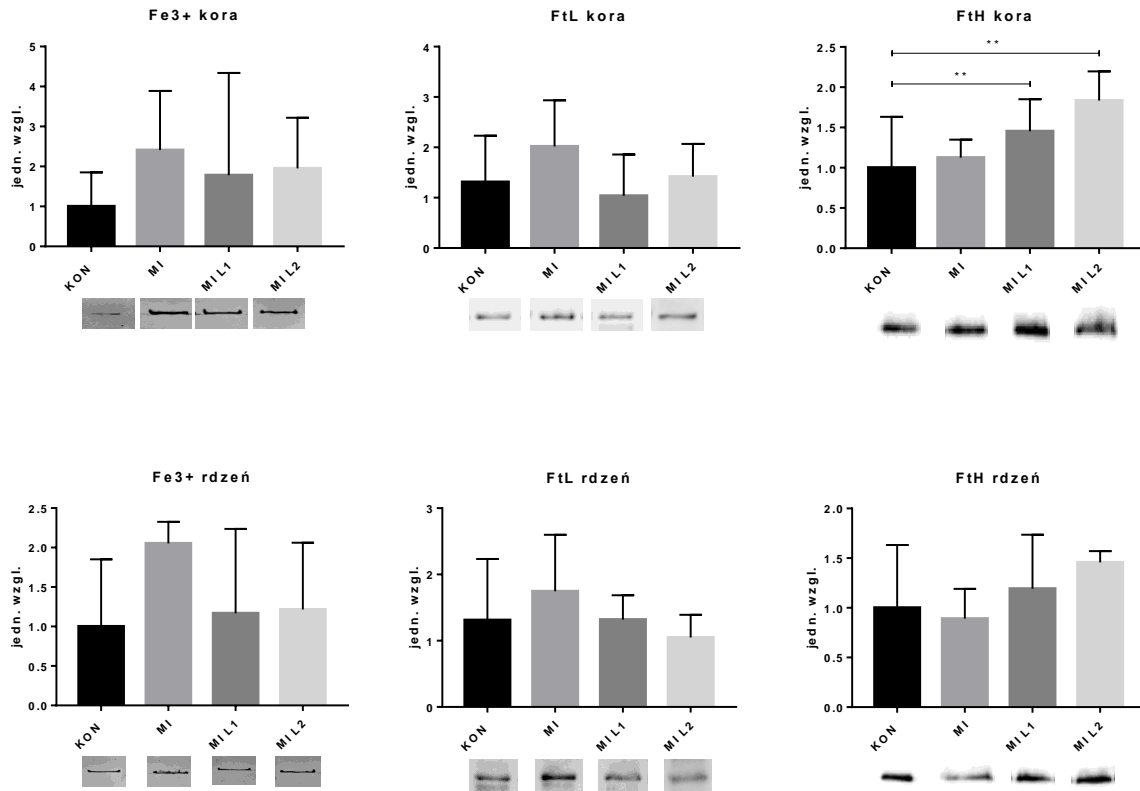 Fe3+ kora
jedn. wzgl.
5
4
3
2
1
0
KON
MI
MIL1
MIL2
FtL kora
jedn. wzgl.
4
3
2
1
0
KON
MI
MIL1
MIL2
FtH kora
jedn. wzgl.
2.5
2.0
1.5
1.0
0.5
0.0
**
**
KON
MI
MIL1
MIL2
Fe3+ rdzeń
jedn. wzgl.
2.5
2.0
1.5
1.0
0.5
0.0
KON
MI
MIL1
MIL2
FtL rdzeń
jedn. wzgl.
3
2
1
0
KON
MI
MIL1
MIL2
FtH rdzeń
jedn. wzgl.
2.0
1.5
1.0
0.5
0.0
KON
MI
MIL1
MIL2